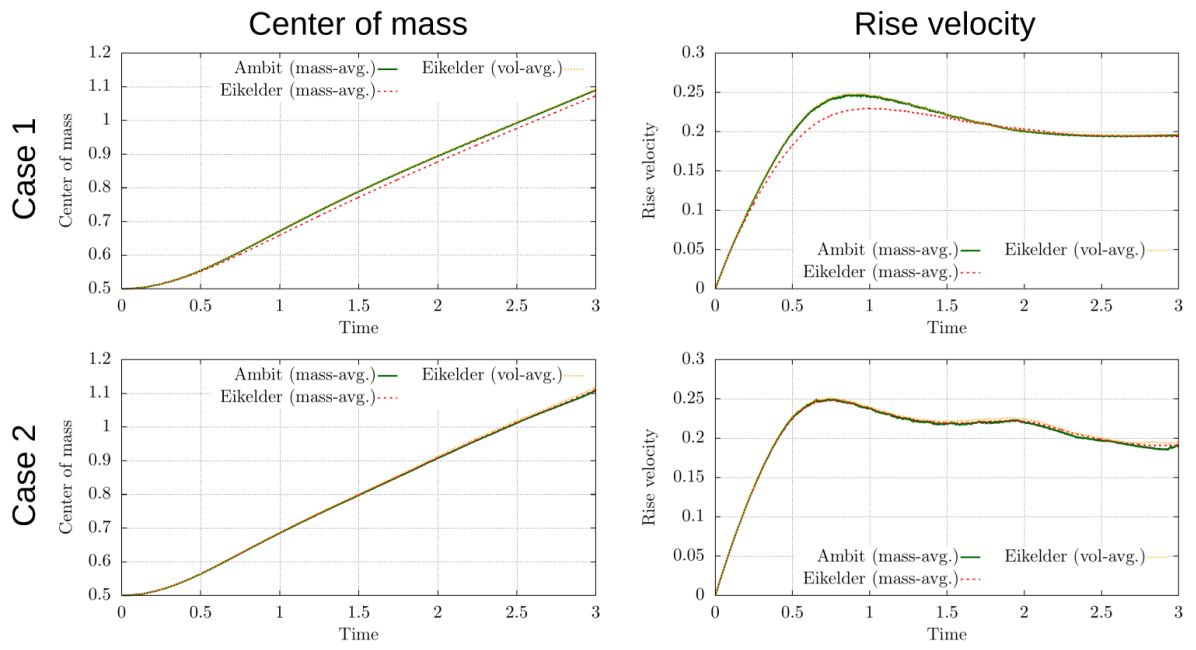 Center of mass
Rise velocity
Case 1
Center of mass
1.2
1.1
1
0.9
0.8
0.7
0.6
0.5
Ambit (mass-avg.)
Eikelder (vol-avg.)
Eikelder (mass-avg.)
0 0.5 1 1.5 2 2.5 3
Time
Rise velocity
0.3
0.25
0.2
0.15
0.1
0.05
0
Ambit (mass-avg.)
Eikelder (vol-avg.)
Eikelder (mass-avg.)
0 0.5 1 1.5 2 2.5 3
Time
Case 2
Center of mass
1.2
1.1
1
0.9
0.8
0.7
0.6
0.5
Ambit (mass-avg.)
Eikelder (vol-avg.)
Eikelder (mass-avg.)
0 0.5 1 1.5 2 2.5 3
Time
Rise velocity
0.3
0.25
0.2
0.15
0.1
0.05
0
Ambit (mass-avg.)
Eikelder (vol-avg.)
Eikelder (mass-avg.)
0 0.5 1 1.5 2 2.5 3
Time